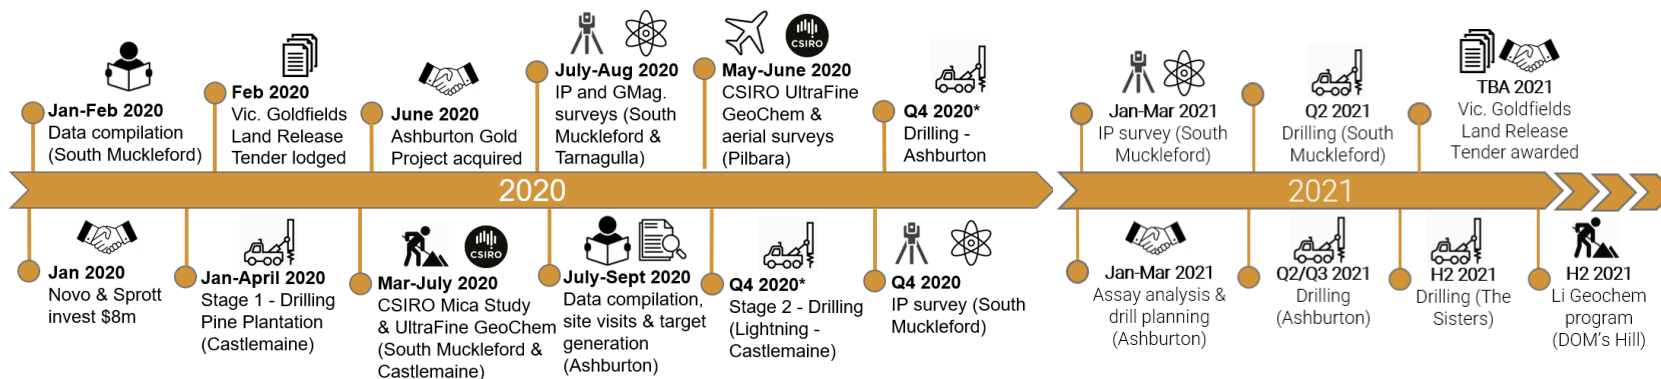 CSIRO
Jan-Feb 2020
Data compilation
(South Muckleford)
Feb 2020
Vic. Goldfields
Land Release
Tender lodged
June 2020
Ashburton Gold
Project acquired
July-Aug 2020
IP and GMag.
surveys (South
Muckleford &
Tarnagulla)
May-June 2020
CSIRO UltraFine
GeoChem &
aerial surveys
(Pilbara)
Q4 2020*
Drilling -
Ashburton
Jan-Mar 2021
IP survey (South
Muckleford)
Q2 2021
Drilling (South
Muckleford)
TBA 2021
Vic. Goldfields
Land Release
Tender awarded
2020
2021
Jan 2020
Novo & Sprott
invest $8m
Jan-April 2020
Stage 1 - Drilling
Pine Plantation
(Castlemaine)
CSIRO
Mar-July 2020
CSIRO Mica Study
& UltraFine GeoChem
(South Muckleford &
Castlemaine)
July-Sept 2020
Data compilation,
site visits & target
generation
(Ashburton)
Q4 2020*
Stage 2 - Drilling
(Lightning -
Castlemaine)
Q4 2020
IP survey (South
Muckleford)
Jan-Mar 2021
Assay analysis &
drill planning
(Ashburton)
Q2/Q3 2021
Drilling
(Ashburton)
H2 2021
Drilling (The
Sisters)
H2 2021
Li Geochem
program
(DOM's Hill)